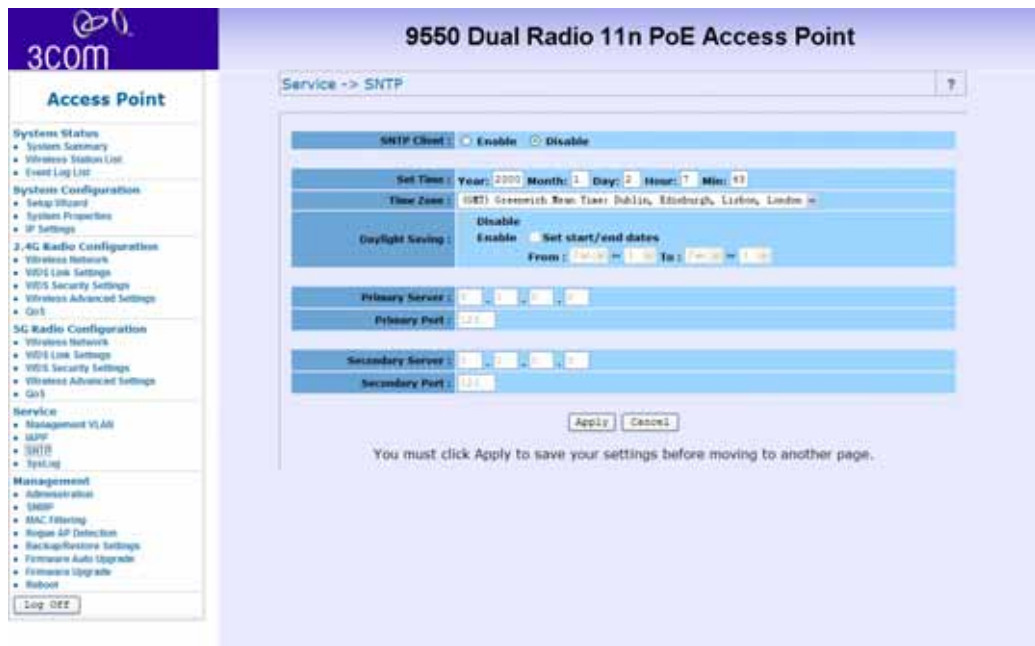 3COM
9550 Dual Radio 11n PoE Access Point
Access Point
System Status
System Summary
Wireless Station List
Event Log List
System Configuration
Setup Wizard
System Properties
IP Settings
2.4G Radio Configuration
Wireless Network
WDS Link Settings
WDS Security Settings
Wireless Advanced Settings
QoS
5G Radio Configuration
Wireless Network
WDS Link Settings
WDS Security Settings
Wireless Advanced Settings
QoS
Service
Management VLAN
IAPP
SNTP
SysLog
Management
Administration
SNMP
MAC Filtering
Rogue AP Detection
Backup/Restore Settings
Firmware Auto Upgrade
Firmware Upgrade
Reboot
Log Off
Service -> SNTP ?
SNTP Client : Enable Disable
Set Time : Year: 2000 Month: 1 Day: 2 Hour: 7 Min:
Time Zone : (GMT) Greenwich Mean Time: Dublin, Edinburgh, Lisbon, London
Daylight Saving : Disable
Enable Set start/end dates
From : To :
Primary Server :
Primary Port : 123
Secondary Server :
Secondary Port : 123
Apply Cancel
You must click Apply to save your settings before moving to another page.